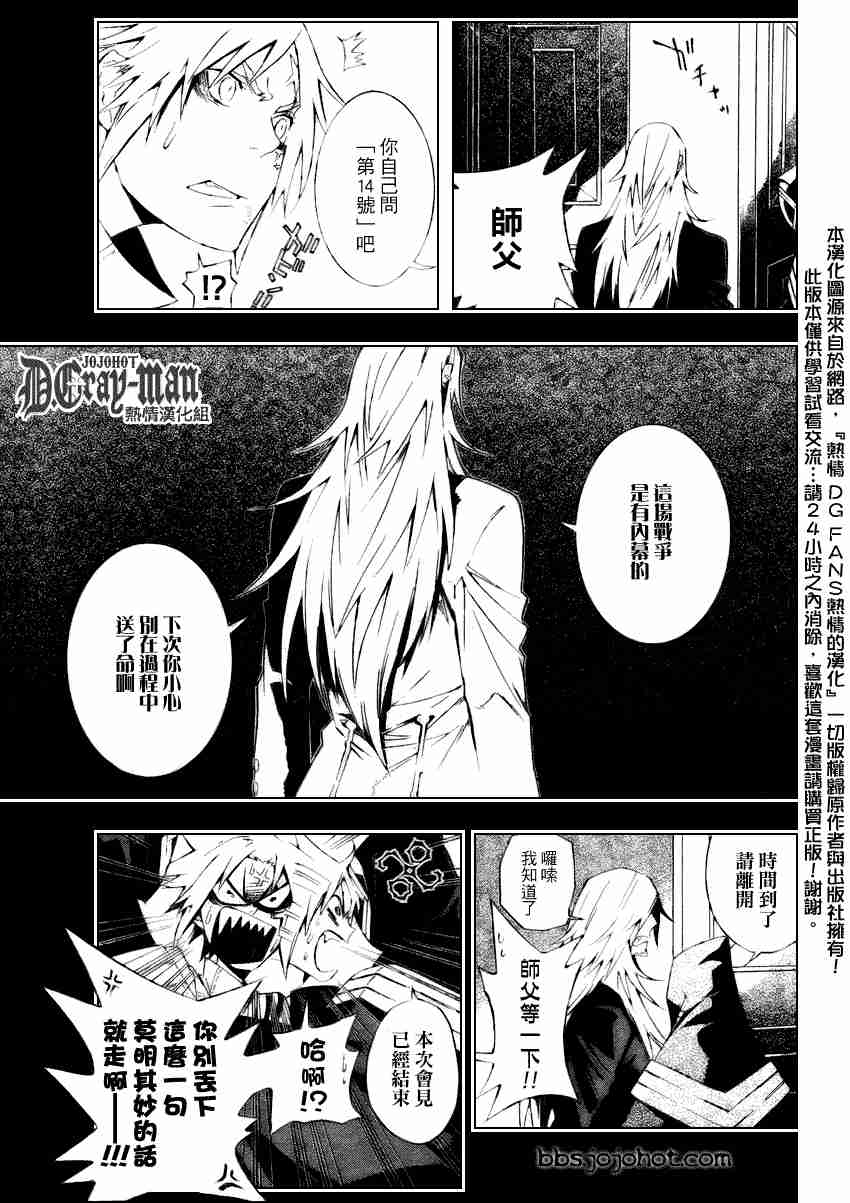 ガチャッ
師父
你自己問
「第14號」吧
!?
JOJOHOT
D.Gray-man
熱情漢化組
這場戰爭
是有內幕的
下次你小心
別在過程中
送了命啊
時間到了
請離開
囉嗦
我知道了
師父等一下!!
本次會見
已經結束
哈啊!?
你別丟下
這麼一句
莫明其妙的話
就走啊——!!!
bbs.jojohot.com
本漢化圖源來自於網路，『熱情DG FANS熱情的漢化』一切版權歸原作者與出版社擁有!
此版本僅供學習試看交流…請24小時之內消除，喜歡這套漫畫請購買正版!謝謝。